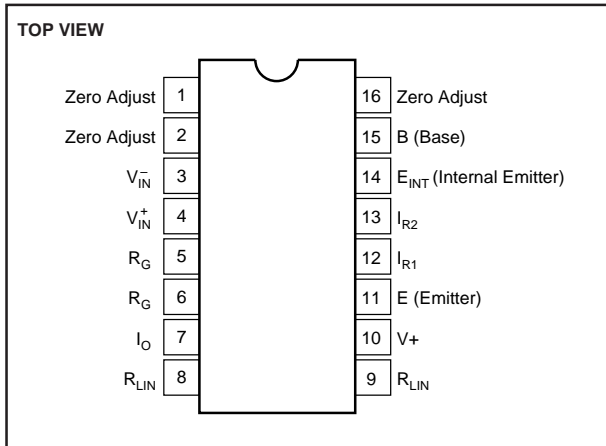 TOP VIEW
Zero Adjust 1
Zero Adjust 2
V⁻IN 3
V⁺IN 4
RG 5
RG 6
IO 7
RLIN 8
16 Zero Adjust
15 B (Base)
14 EINT (Internal Emitter)
13 IR2
12 IR1
11 E (Emitter)
10 V+
9 RLIN